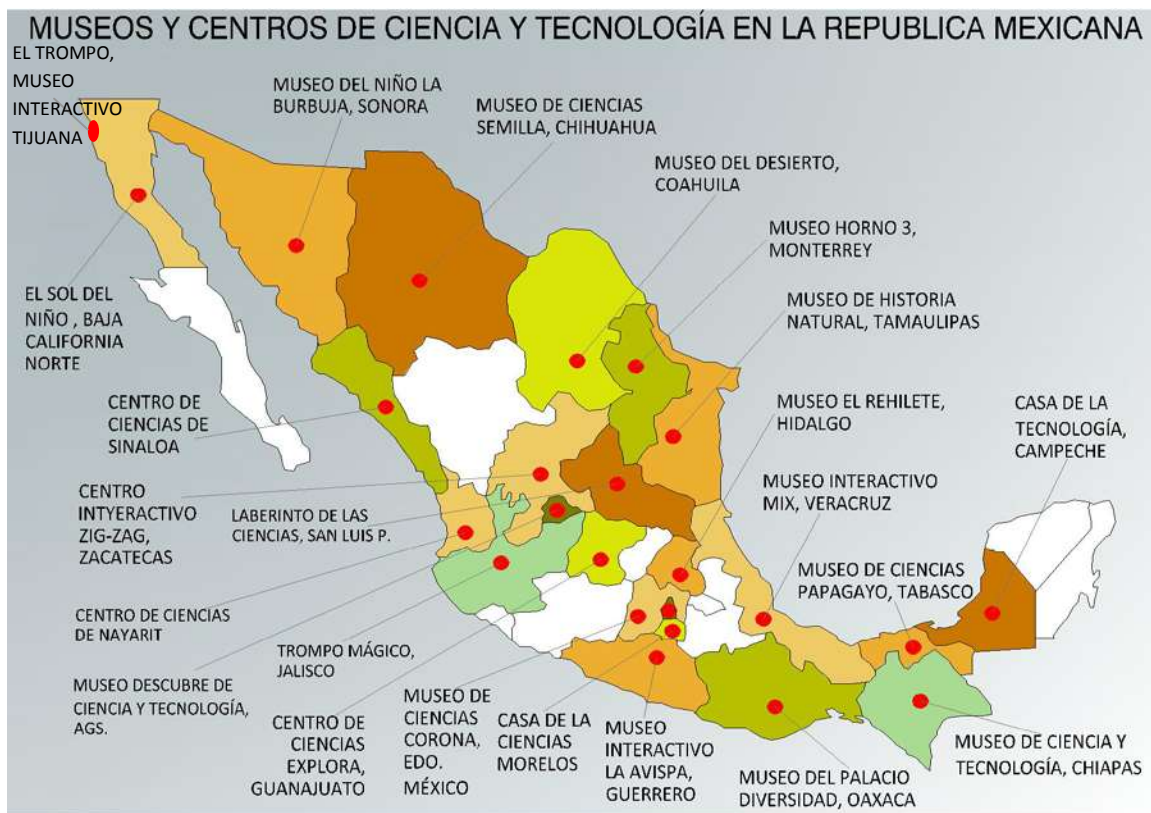 MUSEOS Y CENTROS DE CIENCIA Y TECNOLOGÍA EN LA REPUBLICA MEXICANA
EL TROMPO,
MUSEO
INTERACTIVO
TIJUANA
MUSEO DEL NIÑO LA
BURBUJA, SONORA
MUSEO DE CIENCIAS
SEMILLA, CHIHUAHUA
MUSEO DEL DESIERTO,
COAHUILA
MUSEO HORNO 3,
MONTERREY
MUSEO DE HISTORIA
NATURAL, TAMAULIPAS
EL SOL DEL
NIÑO , BAJA
CALIFORNIA
NORTE
CENTRO DE
CIENCIAS DE
SINALOA
MUSEO EL REHILETE,
HIDALGO
CASA DE LA
TECNOLOGÍA,
CAMPECHE
MUSEO INTERACTIVO
MIX, VERACRUZ
CENTRO
INTYERACTIVO
ZIG-ZAG,
ZACATECAS
LABERINTO DE LAS
CIENCIAS, SAN LUIS P.
MUSEO DE CIENCIAS
PAPAGAYO, TABASCO
CENTRO DE CIENCIAS
DE NAYARIT
TROMPO MÁGICO,
JALISCO
MUSEO DESCUBRE DE
CIENCIA Y TECNOLOGÍA,
AGS.
CENTRO DE
CIENCIAS
EXPLORA,
GUANAJUATO
MUSEO DE
CIENCIAS
CORONA,
EDO.
MÉXICO
CASA DE LA
CIENCIAS
MORELOS
MUSEO
INTERACTIVO
LA AVISPA,
GUERRERO
MUSEO DEL PALACIO
DIVERSIDAD, OAXACA
MUSEO DE CIENCIA Y
TECNOLOGÍA, CHIAPAS